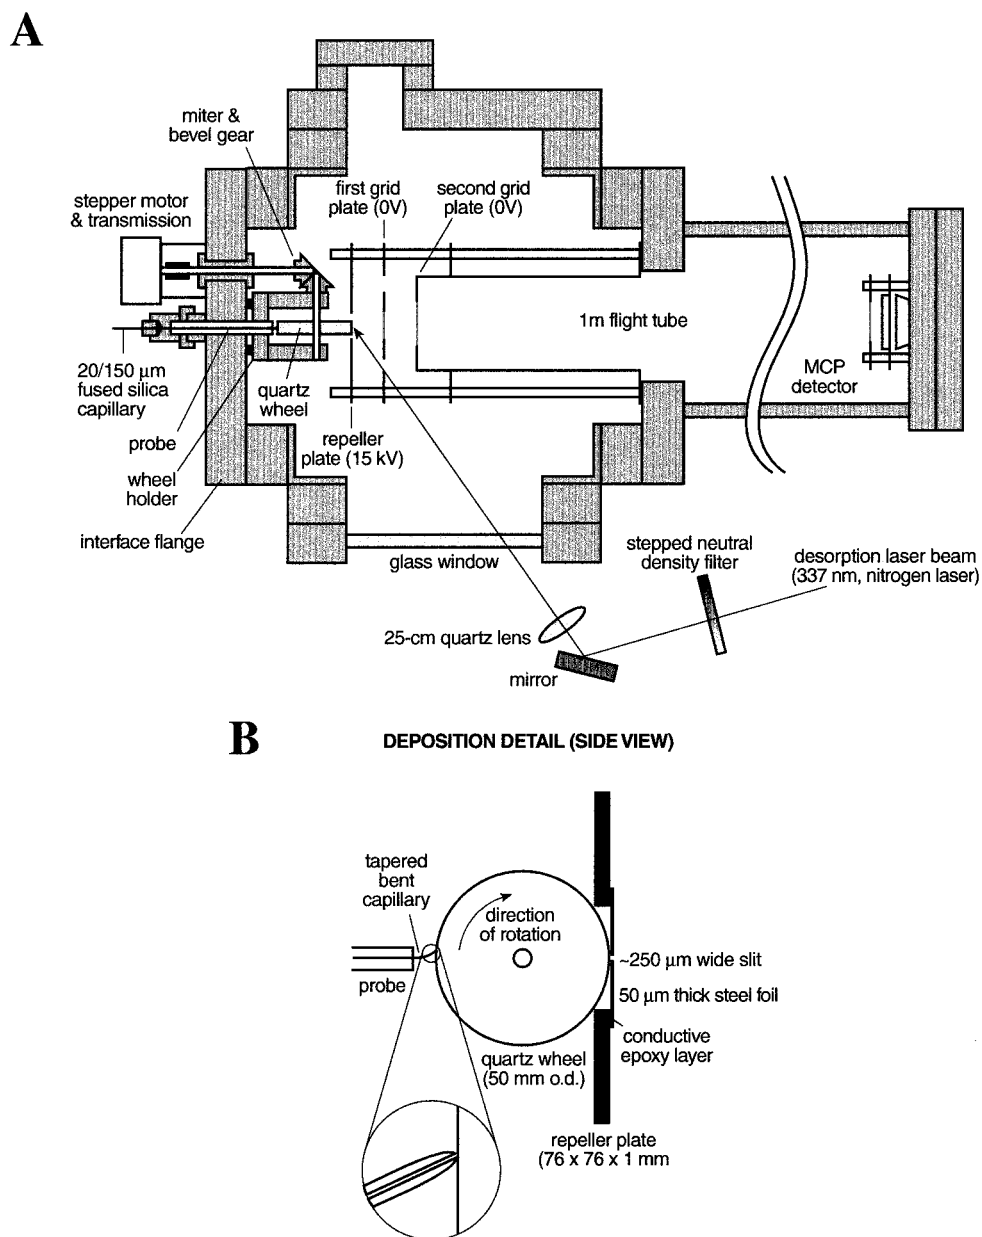 A
miter &
bevel gear
stepper motor
& transmission
first grid
plate (0V)
second grid
plate (0V)
1m flight tube
MCP
detector
20/150 μm
fused silica
capillary
quartz
wheel
probe
repeller
plate (15 kV)
wheel
holder
interface flange
glass window
stepped neutral
density filter
desorption laser beam
(337 nm, nitrogen laser)
25-cm quartz lens
mirror
B
DEPOSITION DETAIL (SIDE VIEW)
tapered
bent
capillary
direction
of rotation
probe
~250 μm wide slit
50 μm thick steel foil
conductive
epoxy layer
quartz wheel
(50 mm o.d.)
repeller plate
(76 x 76 x 1 mm